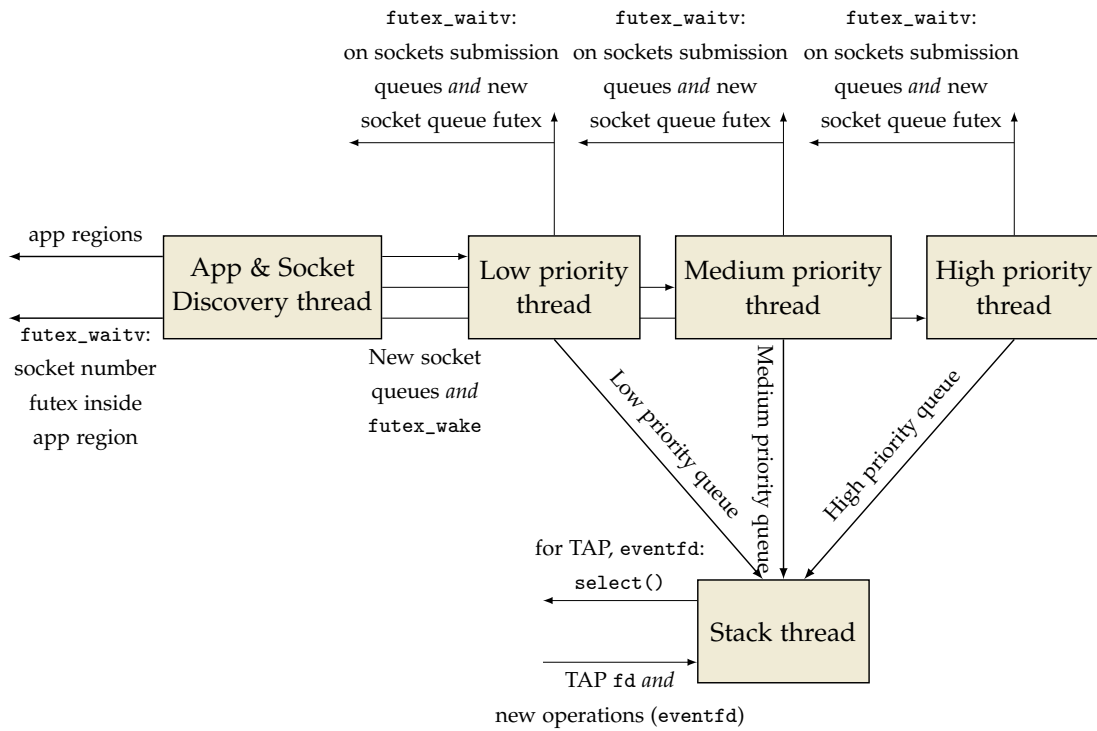 futex_waitv:
on sockets submission
queues and new
socket queue futex
futex_waitv:
on sockets submission
queues and new
socket queue futex
futex_waitv:
on sockets submission
queues and new
socket queue futex
app regions
App & Socket
Discovery thread
Low priority
thread
Medium priority
thread
High priority
thread
futex_waitv:
socket number
futex inside
app region
New socket
queues and
futex_wake
Low priority queue
Medium priority queue
High priority queue
for TAP, eventfd:
select()
Stack thread
TAP fd and
new operations (eventfd)